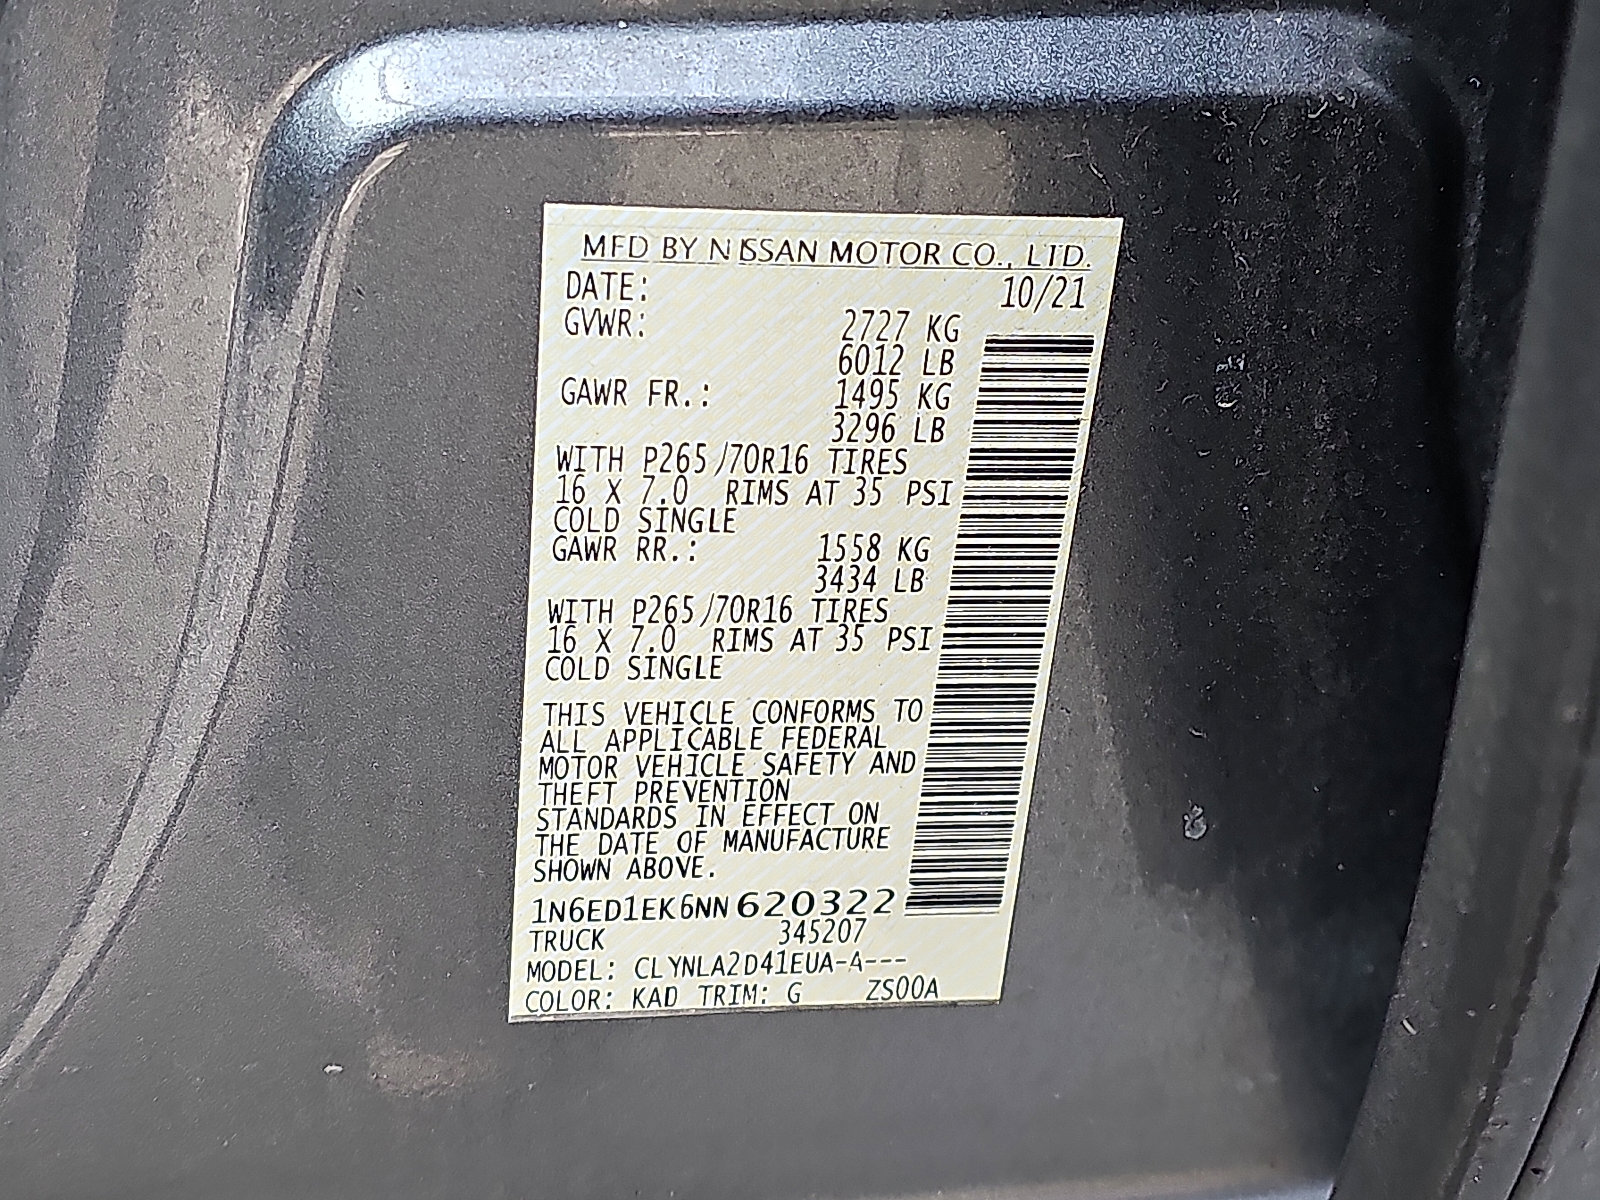 MFD BY NISSAN MOTOR CO., LTD.
DATE: 10/21
GVWR: 2727 KG
6012 LB
GAWR FR.: 1495 KG
3296 LB
WITH P265/70R16 TIRES
16 X 7.0 RIMS AT 35 PSI
COLD SINGLE
GAWR RR.: 1558 KG
3434 LB
WITH P265/70R16 TIRES
16 X 7.0 RIMS AT 35 PSI
COLD SINGLE
THIS VEHICLE CONFORMS TO
ALL APPLICABLE FEDERAL
MOTOR VEHICLE SAFETY AND
THEFT PREVENTION
STANDARDS IN EFFECT ON
THE DATE OF MANUFACTURE
SHOWN ABOVE.
1N6ED1EK6NN620322
TRUCK 345207
MODEL: CLYNLA2D41EUA-4---
COLOR: KAD TRIM: G ZS00A